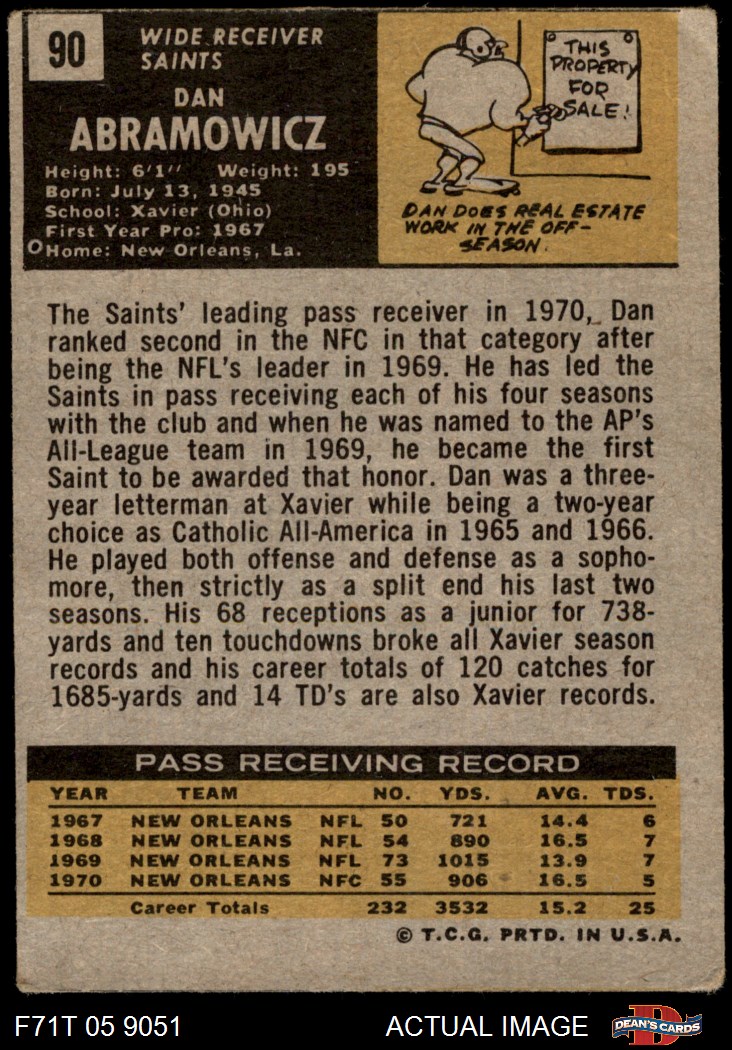 90
WIDE RECEIVER
SAINTS
DAN
ABRAMOWICZ
Height: 6'1" Weight: 195
Born: July 13, 1945
School: Xavier (Ohio)
First Year Pro: 1967
Home: New Orleans, La.
THIS
PROPERTY
FOR
SALE!
DAN DOES REAL ESTATE
WORK IN THE OFF-
SEASON.
The Saints' leading pass receiver in 1970, Dan
ranked second in the NFC in that category after
being the NFL's leader in 1969. He has led the
Saints in pass receiving each of his four seasons
with the club and when he was named to the AP's
All-League team in 1969, he became the first
Saint to be awarded that honor. Dan was a three-
year letterman at Xavier while being a two-year
choice as Catholic All-America in 1965 and 1966.
He played both offense and defense as a sopho-
more, then strictly as a split end his last two
seasons. His 68 receptions as a junior for 738-
yards and ten touchdowns broke all Xavier season
records and his career totals of 120 catches for
1685-yards and 14 TD's are also Xavier records.
PASS RECEIVING RECORD
YEAR TEAM NO. YDS. AVG. TDS.
1967 NEW ORLEANS NFL 50 721 14.4 6
1968 NEW ORLEANS NFL 54 890 16.5 7
1969 NEW ORLEANS NFL 73 1015 13.9 7
1970 NEW ORLEANS NFC 55 906 16.5 5
Career Totals 232 3532 15.2 25
© T.C.G. PRTD. IN U.S.A.
F71T 05 9051 ACTUAL IMAGE
D
DEAN'S CARDS